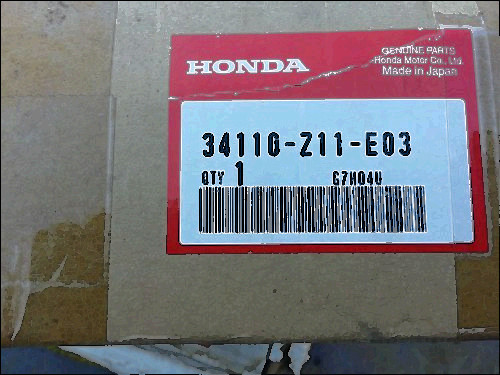 HONDA
GENUINE PARTS
Honda Motor Co., Ltd.
Made in Japan
34110-Z11-E03
QTY 1 G7H04U